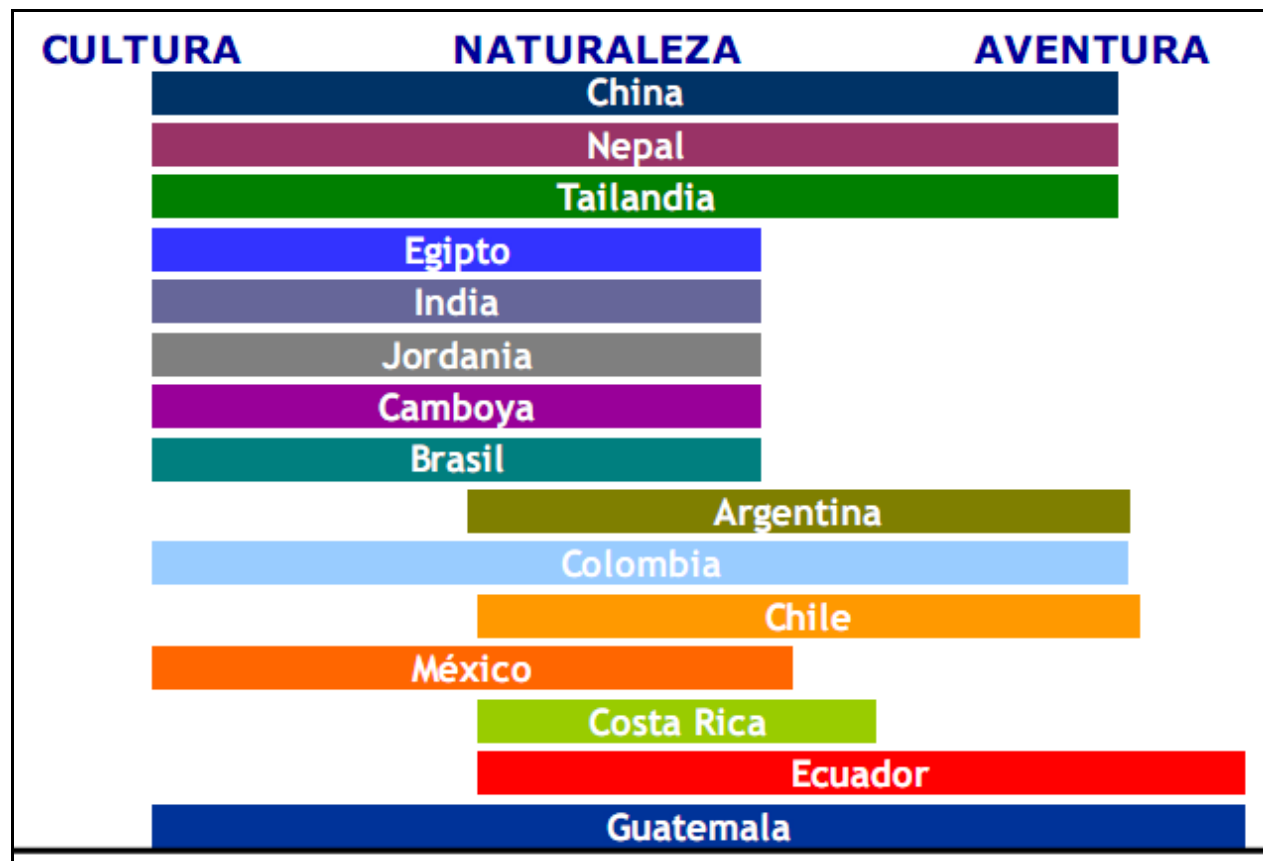 CULTURA NATURALEZA AVENTURA
China
Nepal
Tailandia
Egipto
India
Jordania
Camboya
Brasil
Argentina
Colombia
Chile
México
Costa Rica
Ecuador
Guatemala